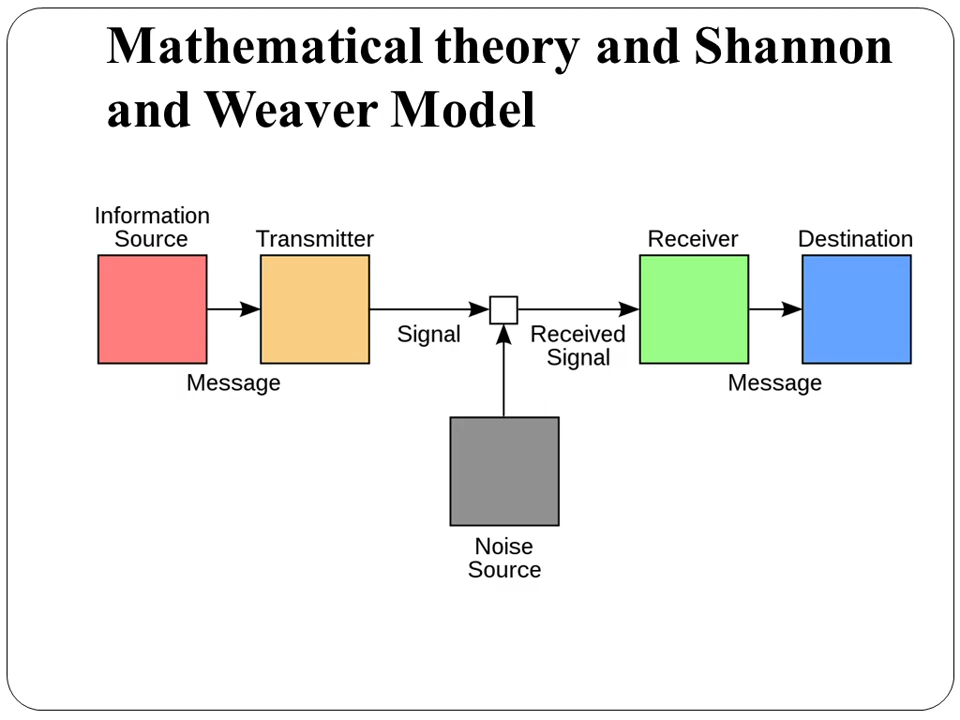 Mathematical theory and Shannon
and Weaver Model
Information
Source
Transmitter
Receiver
Destination
Signal
Received
Signal
Message
Message
Noise
Source